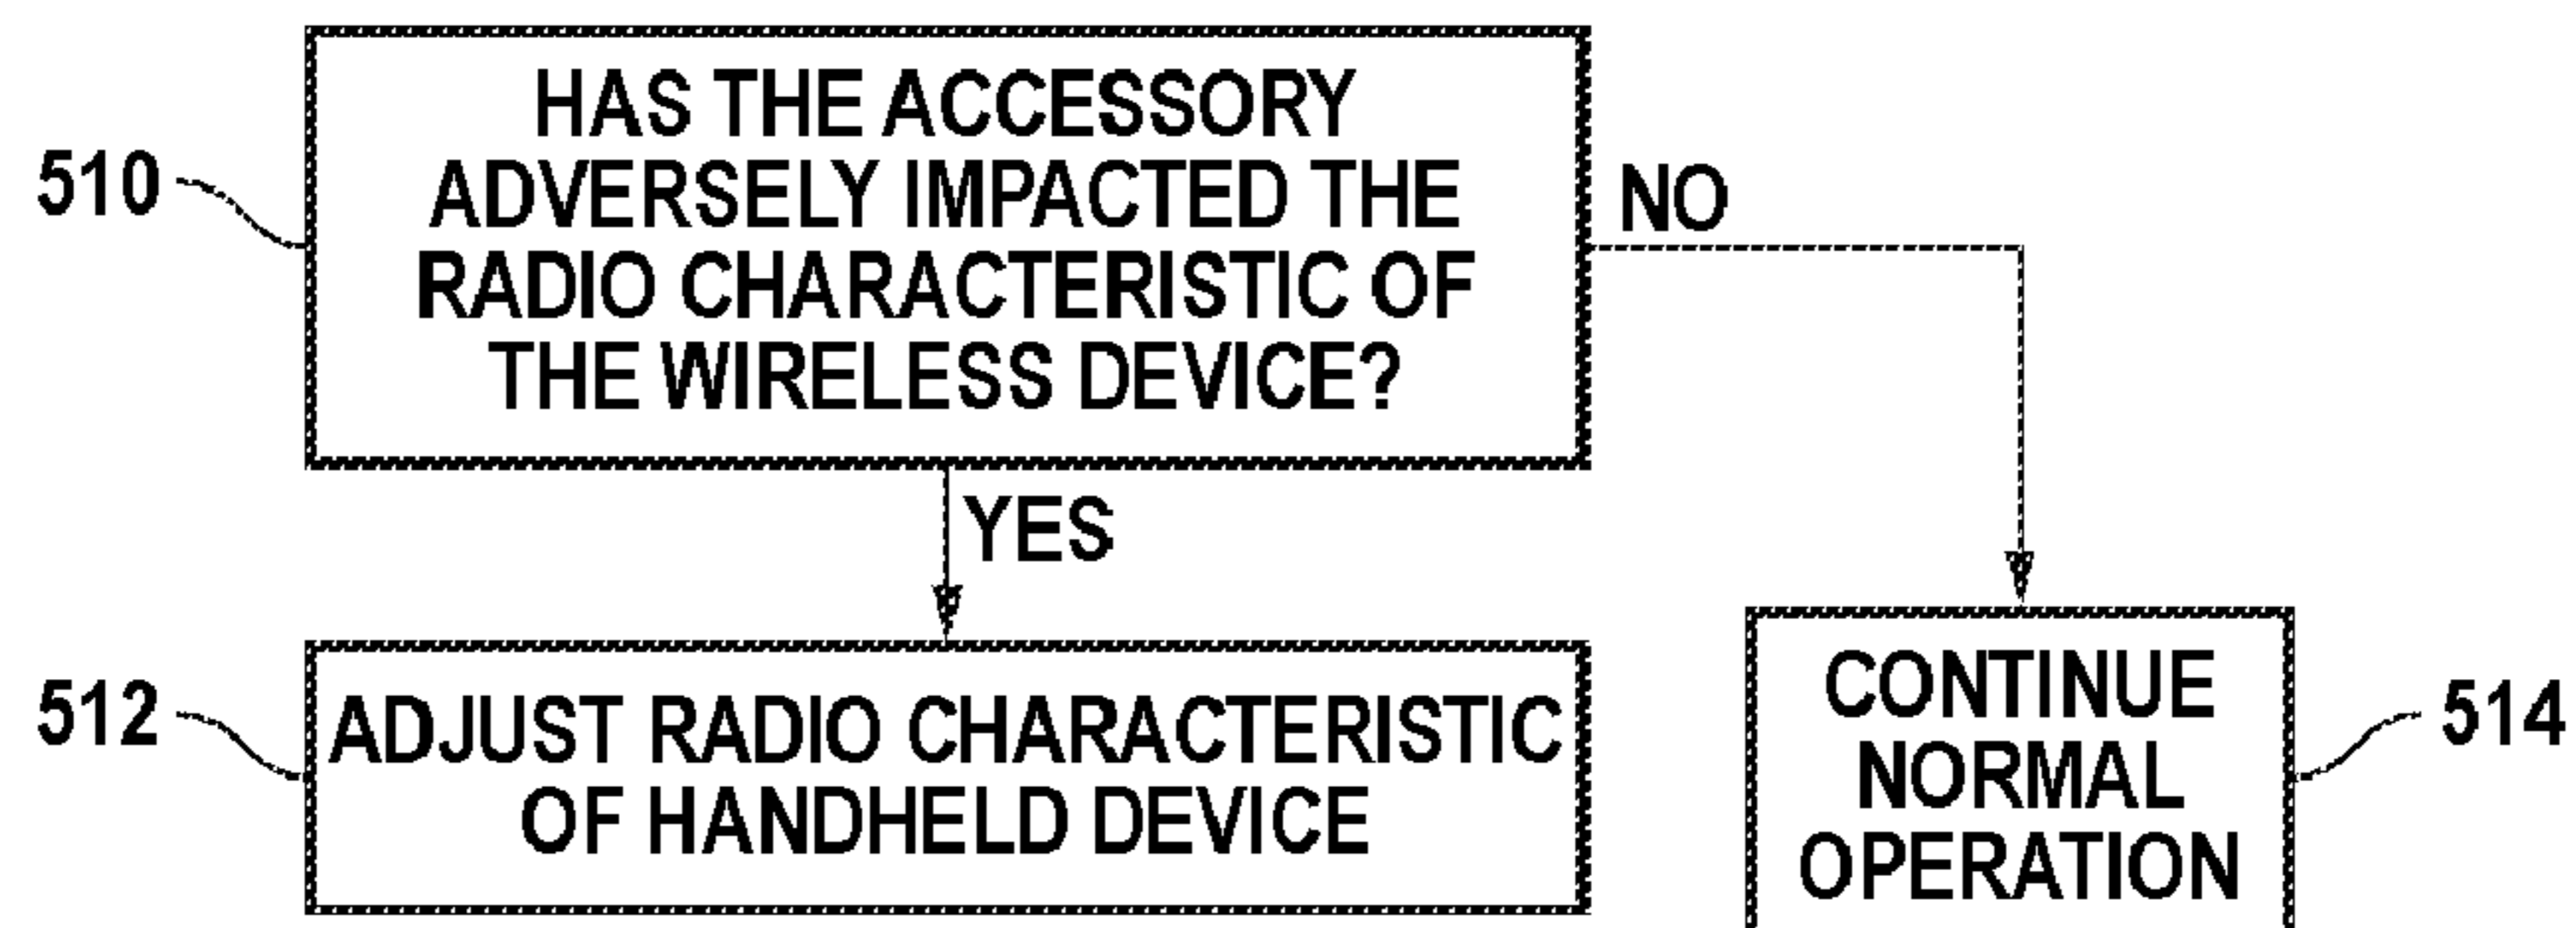 HAS THE ACCESSORY
ADVERSELY IMPACTED THE
RADIO CHARACTERISTIC OF
THE WIRELESS DEVICE?
510
NO
YES
512
ADJUST RADIO CHARACTERISTIC
OF HANDHELD DEVICE
CONTINUE
NORMAL
OPERATION
514